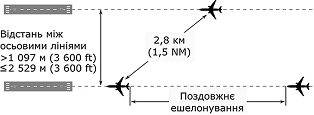 Відстань між
осьовими лініями
>1 097 м (3 600 ft)
≤2 529 м (3 600 ft)
2,8 км
(1,5 NM)
Поздовжнє
ешелонування